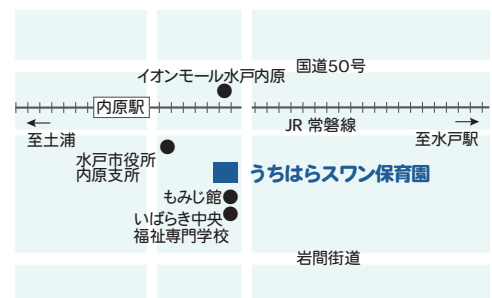 国道50号
イオンモール水戸内原
内原駅
JR 常磐線
至土浦
至水戸駅
水戸市役所
内原支所
うちはらスワン保育園
もみじ館
いばらき中央
福祉専門学校
岩間街道